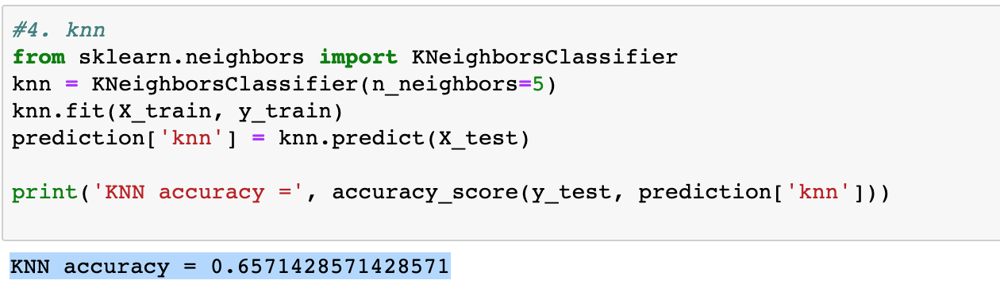 #4. knn
from sklearn.neighbors import KNeighborsClassifier
knn = KNeighborsClassifier(n_neighbors=5)
knn.fit(X_train, y_train)
prediction['knn'] = knn.predict(X_test)
print('KNN accuracy =', accuracy_score(y_test, prediction['knn']))
KNN accuracy = 0.6571428571428571